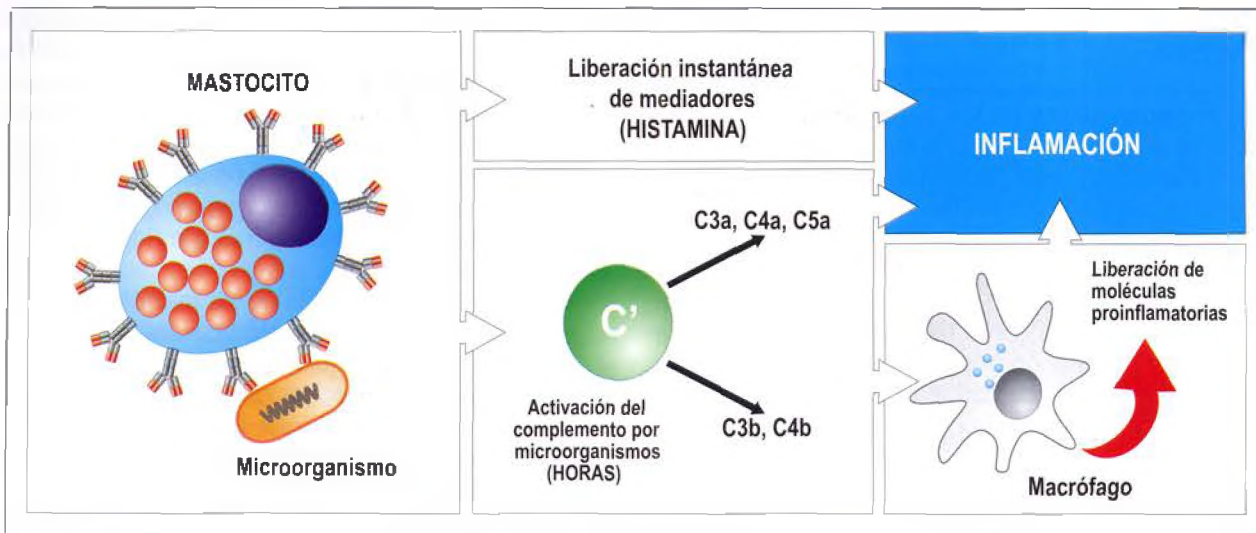 MASTOCITO
Microorganismo
Liberación instantánea
de mediadores
(HISTAMINA)
C3a, C4a, C5a
C'
Activación del
complemento por
microorganismos
(HORAS)
C3b, C4b
INFLAMACIÓN
Liberación de
moléculas
proinflamatorias
Macrófago